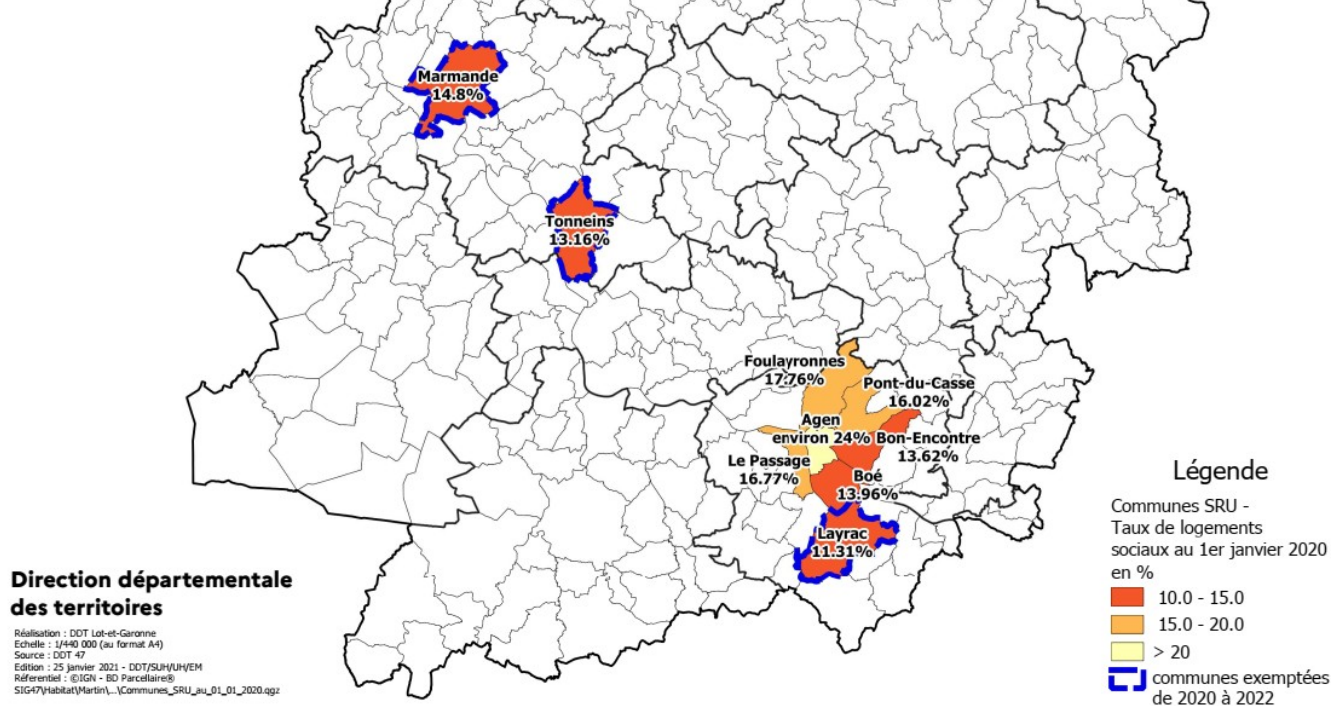 Marmande
14.8%
Tonneins
13.16%
Foulayronnes
17.76%
Pont-du-Casse
16.02%
Agen
environ 24%
Bon-Encontre
13.62%
Le Passage
16.77%
Boé
13.96%
Layrac
11.31%
Légende
Communes SRU -
Taux de logements
sociaux au 1er janvier 2020
en %
10.0 - 15.0
15.0 - 20.0
> 20
communes exemptées
de 2020 à 2022
Direction départementale
des territoires
Réalisation : DDT Lot-et-Garonne
Echelle : 1/440 000 (au format A4)
Source : DDT 47
Edition : 25 janvier 2021 - DDT/SUH/UH/EM
Réferentiel : ©IGN - BD Parcellaire®
SIG47\Habitat\Martin\...\Communes_SRU_au_01_01_2020.qgz